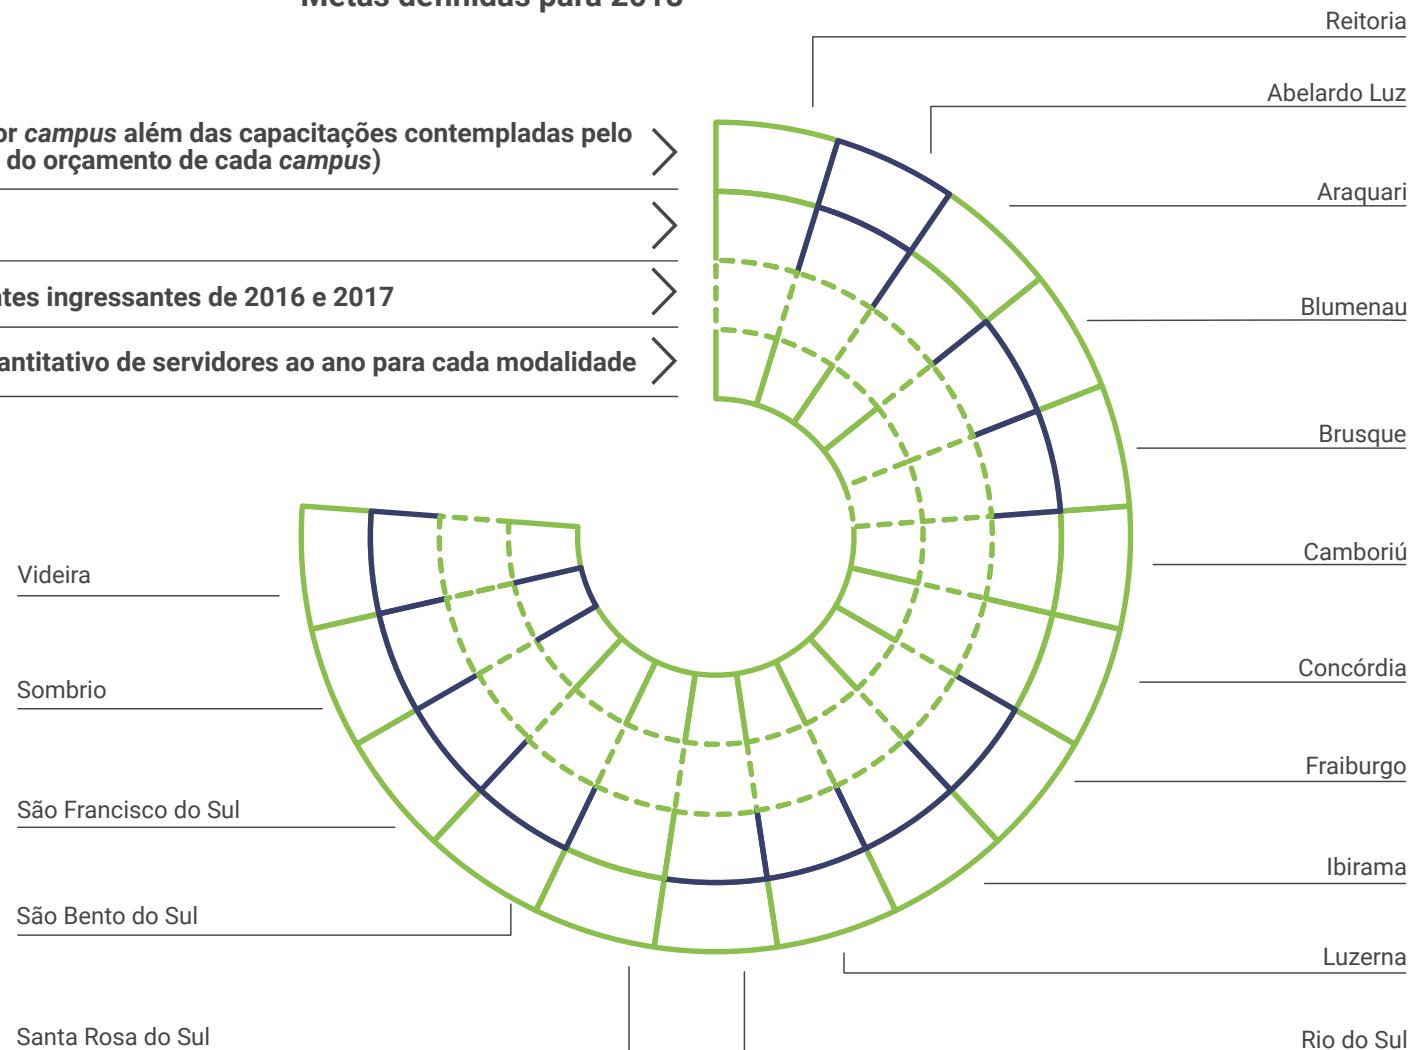 Metas definidas para 2018
Reitoria
Abelardo Luz
or campus além das capacitações contempladas pelo
do orçamento de cada campus)
Araquari
ntes ingressantes de 2016 e 2017
Blumenau
antitativo de servidores ao ano para cada modalidade
Brusque
Camboriú
Videira
Concórdia
Sombrio
Fraiburgo
São Francisco do Sul
Ibirama
São Bento do Sul
Luzerna
Santa Rosa do Sul
Rio do Sul